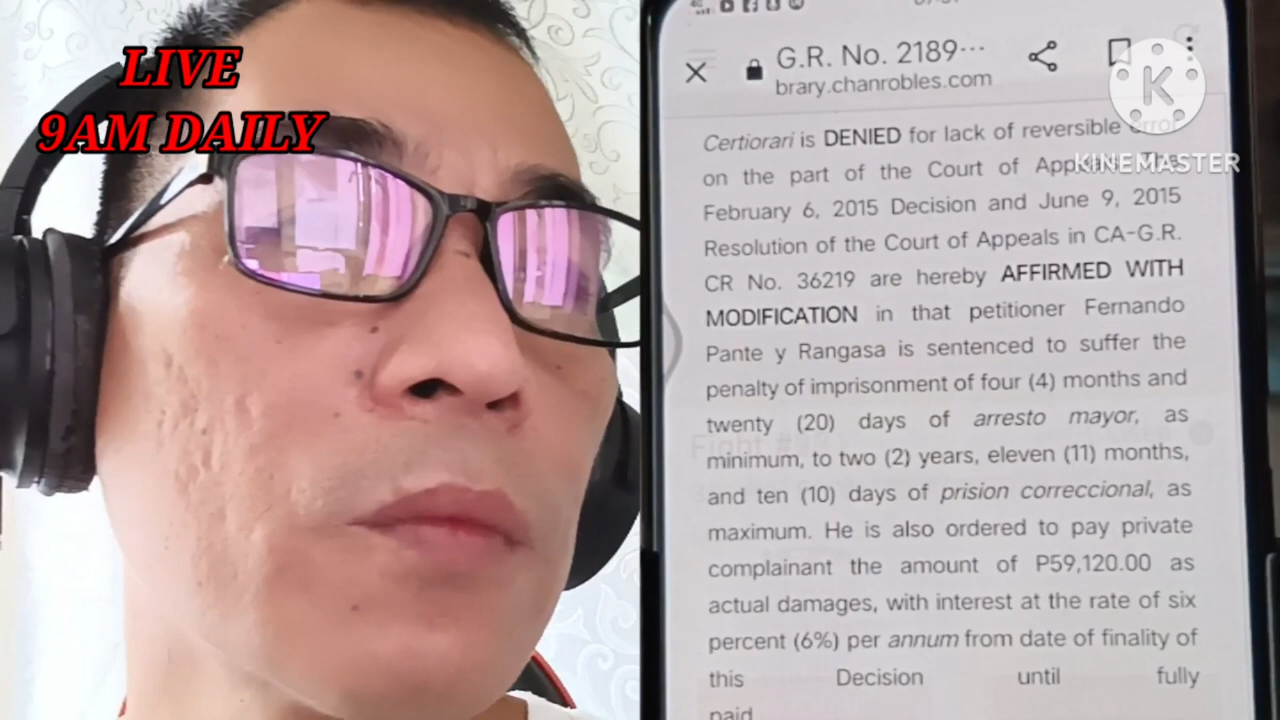 LIVE
9AM DAILY
G.R. No. 2189...
brary.chanrobles.com
Certiorari is DENIED for lack of reversible error
on the part of the Court of Appeals. The
February 6, 2015 Decision and June 9, 2015
Resolution of the Court of Appeals in CA-G.R.
CR No. 36219 are hereby AFFIRMED WITH
MODIFICATION in that petitioner Fernando
Pante y Rangasa is sentenced to suffer the
penalty of imprisonment of four (4) months and
twenty (20) days of arresto mayor, as
minimum, to two (2) years, eleven (11) months,
and ten (10) days of prision correccional, as
maximum. He is also ordered to pay private
complainant the amount of P59,120.00 as
actual damages, with interest at the rate of six
percent (6%) per annum from date of finality of
this Decision until fully
paid
K
KINEMASTER